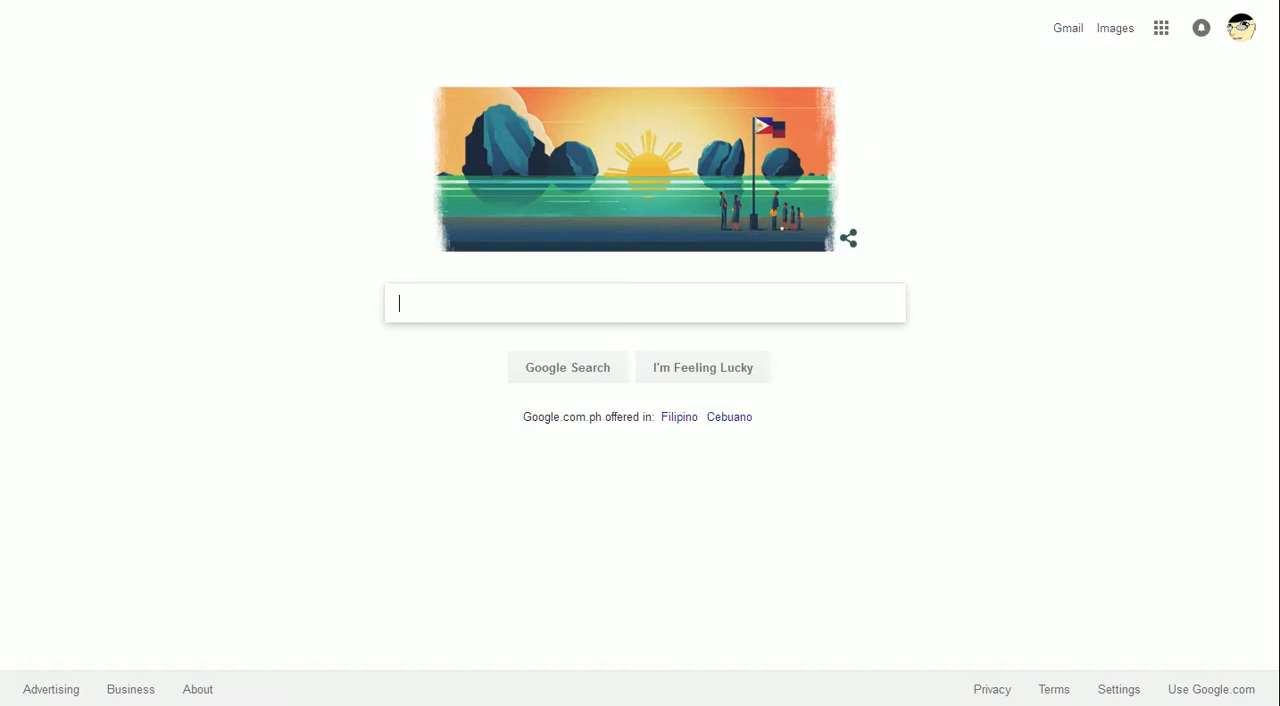 Gmail Images
Google Search I'm Feeling Lucky
Google.com.ph offered in: Filipino Cebuano
Advertising Business About Privacy Terms Settings Use Google.com